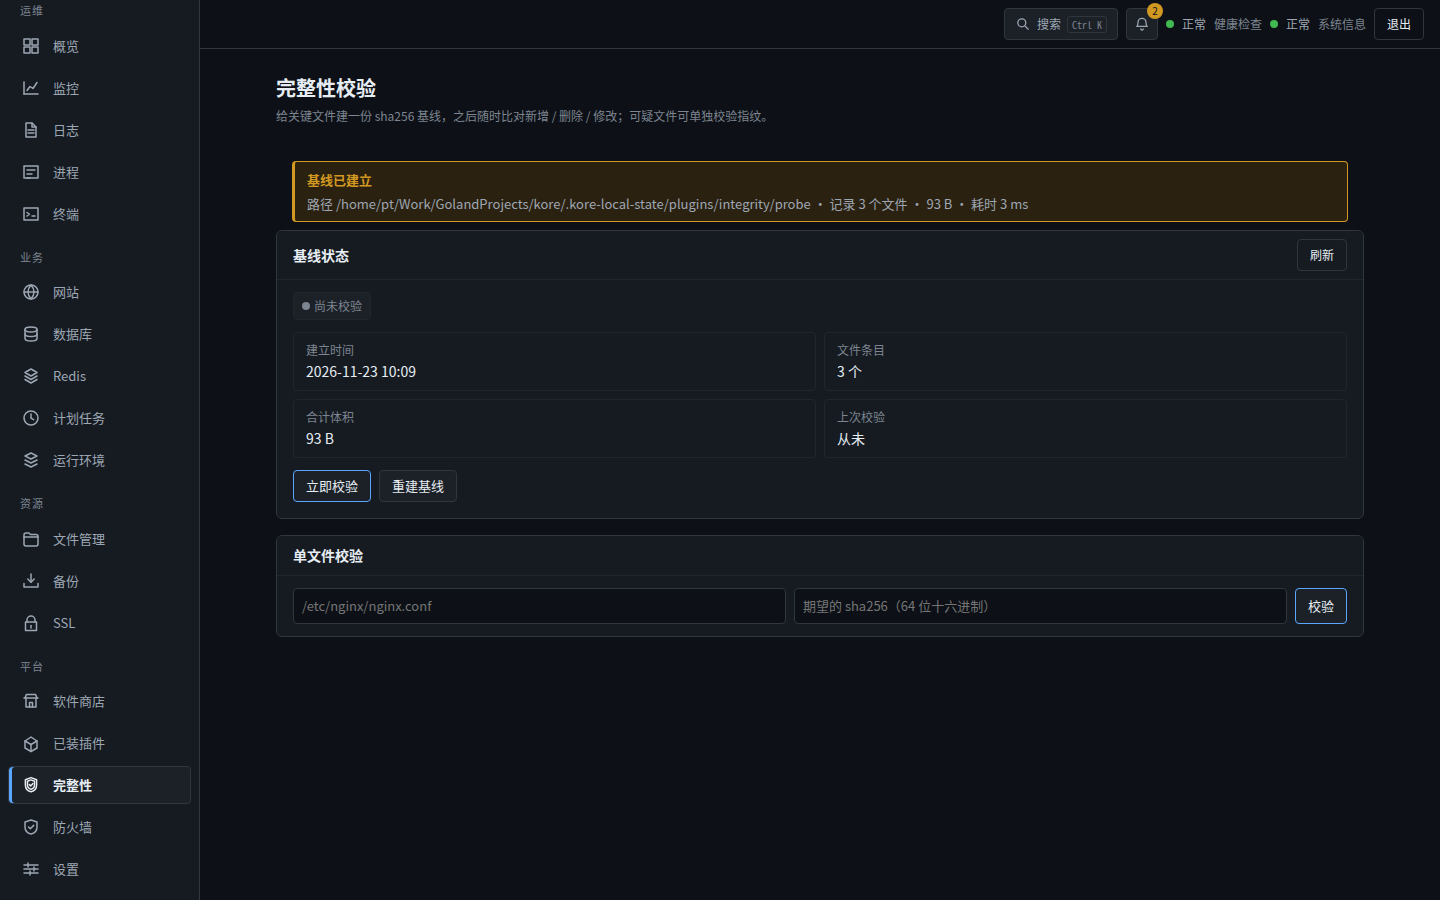 运维
概览
监控
日志
进程
终端
业务
网站
数据库
Redis
计划任务
运行环境
资源
文件管理
备份
SSL
平台
软件商店
已装插件
完整性
防火墙
设置
搜索 Ctrl K 2 正常 健康检查 正常 系统信息 退出
完整性校验
给关键文件建一份 sha256 基线，之后随时比对新增 / 删除 / 修改；可疑文件可单独校验指纹。
基线已建立
路径 /home/pt/Work/GolandProjects/kore/.kore-local-state/plugins/integrity/probe · 记录 3 个文件 · 93 B · 耗时 3 ms
基线状态 刷新
尚未校验
建立时间 文件条目
2026-11-23 10:09 3 个
合计体积 上次校验
93 B 从未
立即校验 重建基线
单文件校验
/etc/nginx/nginx.conf 期望的 sha256（64 位十六进制） 校验